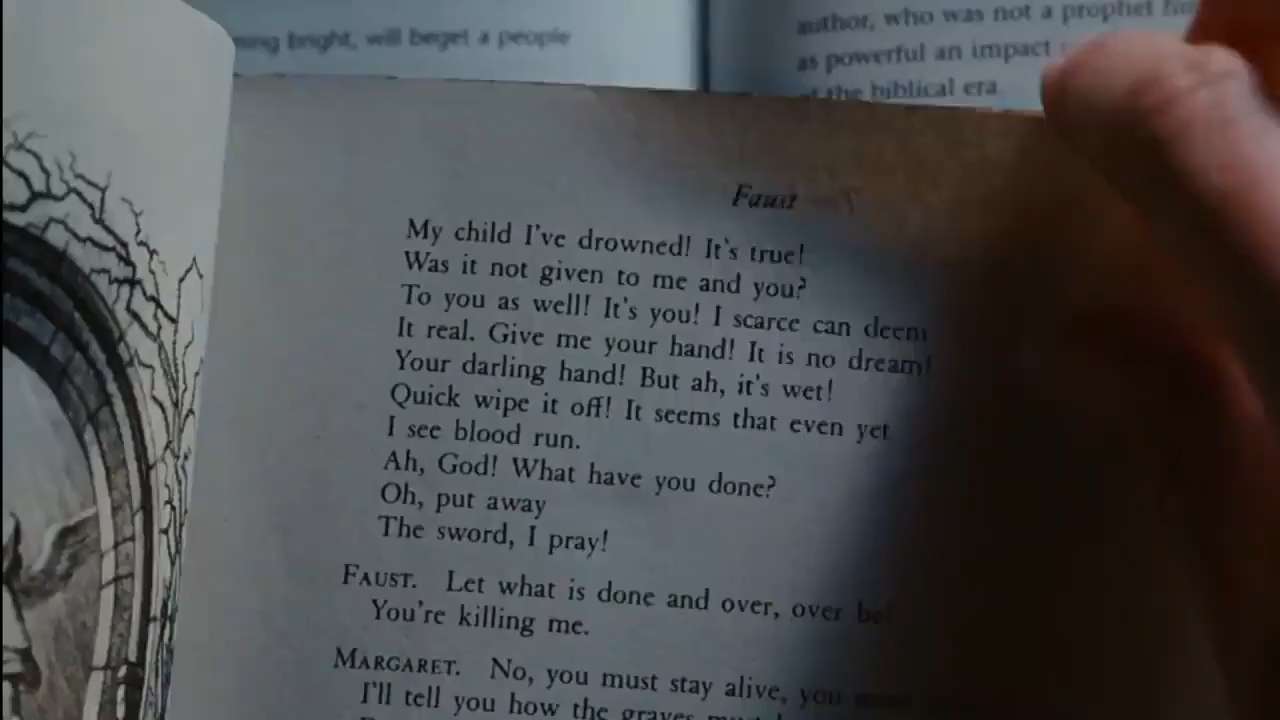 bright, will beget a people
author, who was not a prophet
as powerful an impact
the biblical era
Faust
My child I've drowned! It's true!
Was it not given to me and you?
To you as well! It's you! I scarce can deem
It real. Give me your hand! It is no dream!
Your darling hand! But ah, it's wet!
Quick wipe it off! It seems that even yet
I see blood run.
Ah, God! What have you done?
Oh, put away
The sword, I pray!
FAUST. Let what is done and over, over be!
You're killing me.
MARGARET. No, you must stay alive, you
I'll tell you how the graves